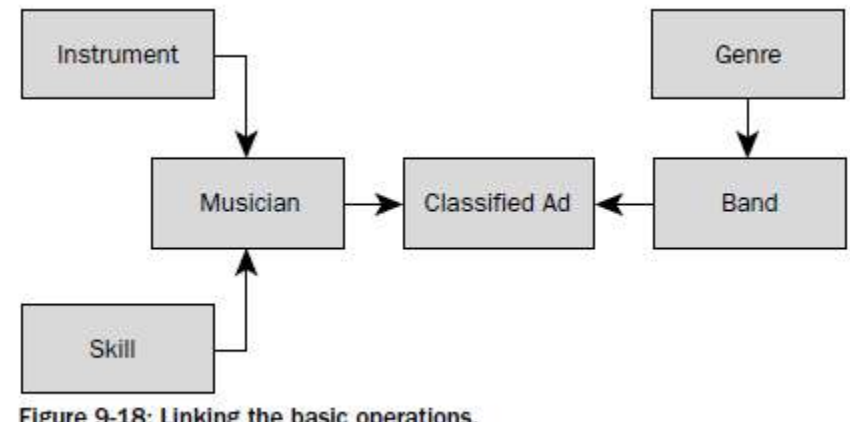 Instrument
Genre
Musician
Classified Ad
Band
Skill
Figure 9-18: Linking the basic operations.